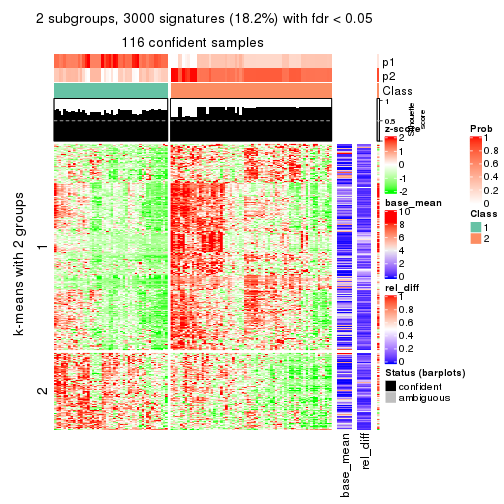 2 subgroups, 3000 signatures (18.2%) with fdr < 0.05
116 confident samples
p1
p2
Class
1
0.5
0
Silhouette
score
k-means with 2 groups
1
2
base_mean
rel_diff
z-score
2
1
0
-1
-2
base_mean
10
8
6
4
2
0
rel_diff
1
0.8
0.6
0.4
0.2
0
Status (barplots)
confident
ambiguous
Prob
1
0.8
0.6
0.4
0.2
0
Class
1
2